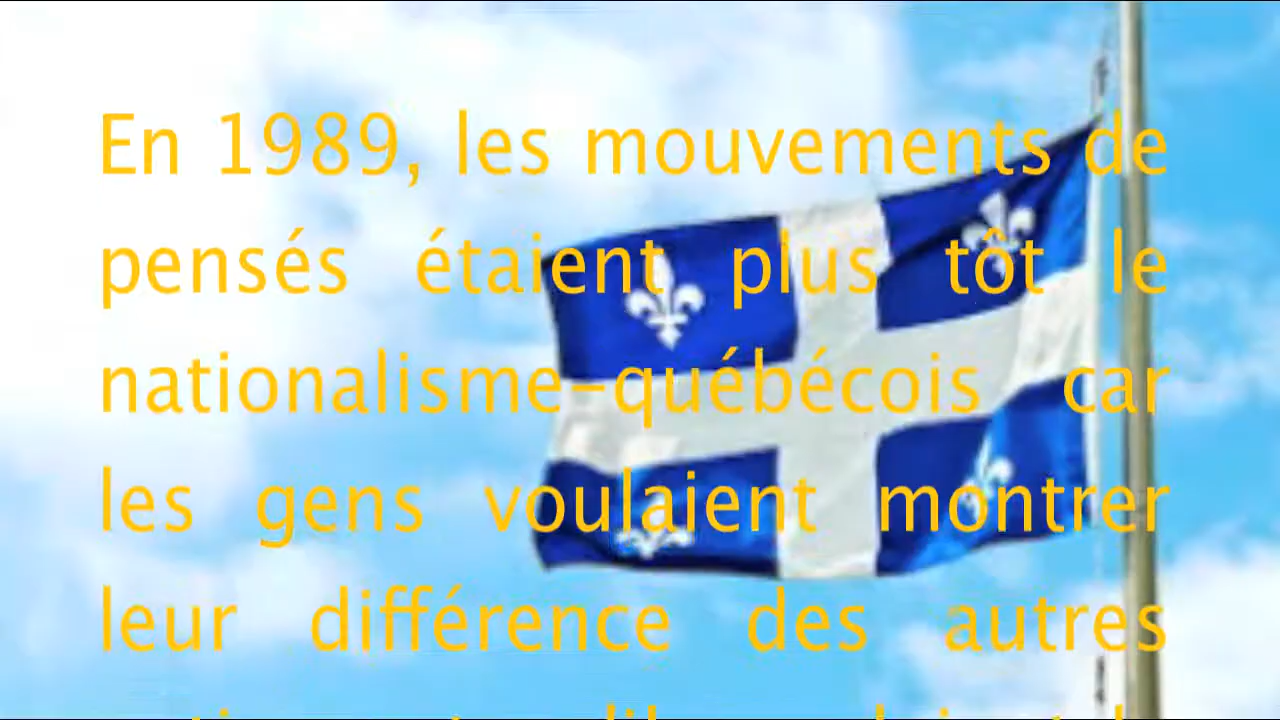 En 1989, les mouvements de
pensés étaient plus tôt le
nationalisme-québécois car
les gens voulaient montrer
leur différence des autres